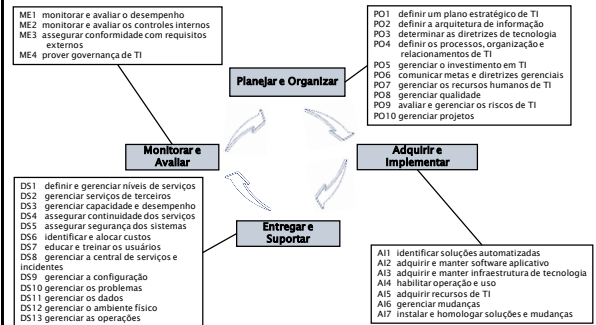 ME1 monitorar e avaliar o desempenho
ME2 monitorar e avaliar os controles internos
ME3 assegurar conformidade com requisitos
externos
ME4 prover governança de TI
PO1 definir um plano estratégico de TI
PO2 definir a arquitetura de informação
PO3 determinar as diretrizes de tecnologia
PO4 definir os processos, organização e
relacionamentos de TI
PO5 gerenciar o investimento em TI
PO6 comunicar metas e diretrizes gerenciais
PO7 gerenciar os recursos humanos de TI
PO8 gerenciar qualidade
PO9 avaliar e gerenciar os riscos de TI
PO10 gerenciar projetos
Planejar e Organizar
Monitorar e
Avaliar
Adquirir e
Implementar
Entregar e
Suportar
DS1 definir e gerenciar níveis de serviços
DS2 gerenciar serviços de terceiros
DS3 gerenciar capacidade e desempenho
DS4 assegurar continuidade dos serviços
DS5 assegurar segurança dos sistemas
DS6 identificar e alocar custos
DS7 educar e treinar os usuários
DS8 gerenciar a central de serviços e
incidentes
DS9 gerenciar a configuração
DS10 gerenciar os problemas
DS11 gerenciar os dados
DS12 gerenciar o ambiente físico
DS13 gerenciar as operações
AI1 identificar soluções automatizadas
AI2 adquirir e manter software aplicativo
AI3 adquirir e manter infraestrutura de tecnologia
AI4 habilitar operação e uso
AI5 adquirir recursos de TI
AI6 gerenciar mudanças
AI7 instalar e homologar soluções e mudanças